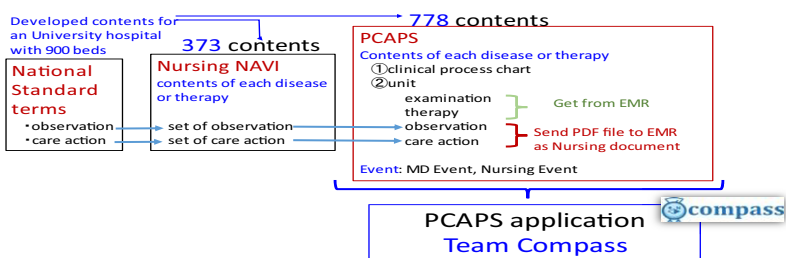 Developed contents for
an University hospital
with 900 beds
778 contents
373 contents
National
Standard
terms
・observation
・care action
Nursing NAVI
contents of each disease
or therapy
set of observation
set of care action
PCAPS
Contents of each disease or therapy
①clinical process chart
②unit
examination
therapy
Get from EMR
observation
care action
Send PDF file to EMR
as Nursing document
Event: MD Event, Nursing Event
PCAPS application
Team Compass
compass